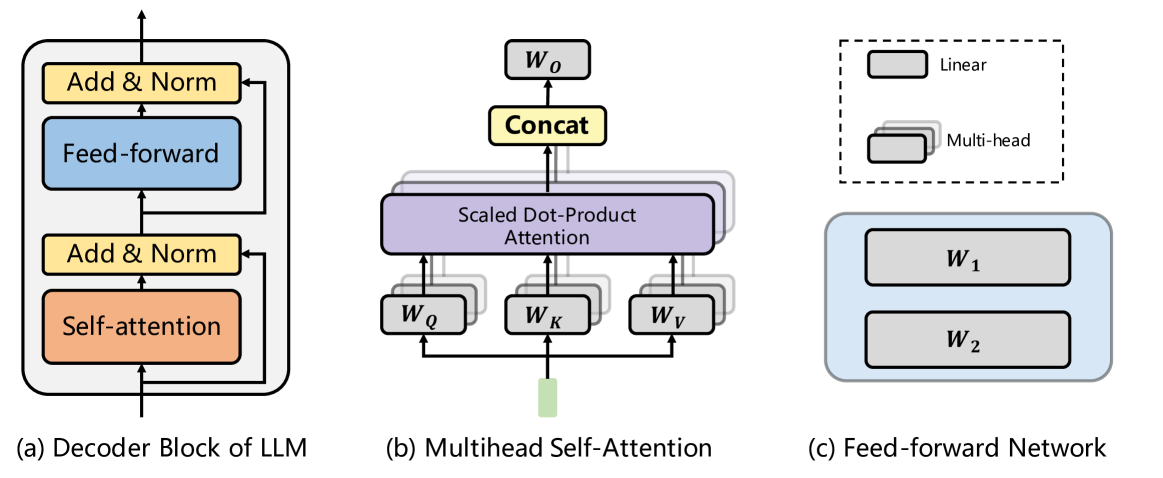 Add & Norm
Feed-forward
Add & Norm
Self-attention
(a) Decoder Block of LLM
W_O
Concat
Scaled Dot-Product
Attention
W_Q
W_K
W_V
(b) Multihead Self-Attention
Linear
Multi-head
W_1
W_2
(c) Feed-forward Network